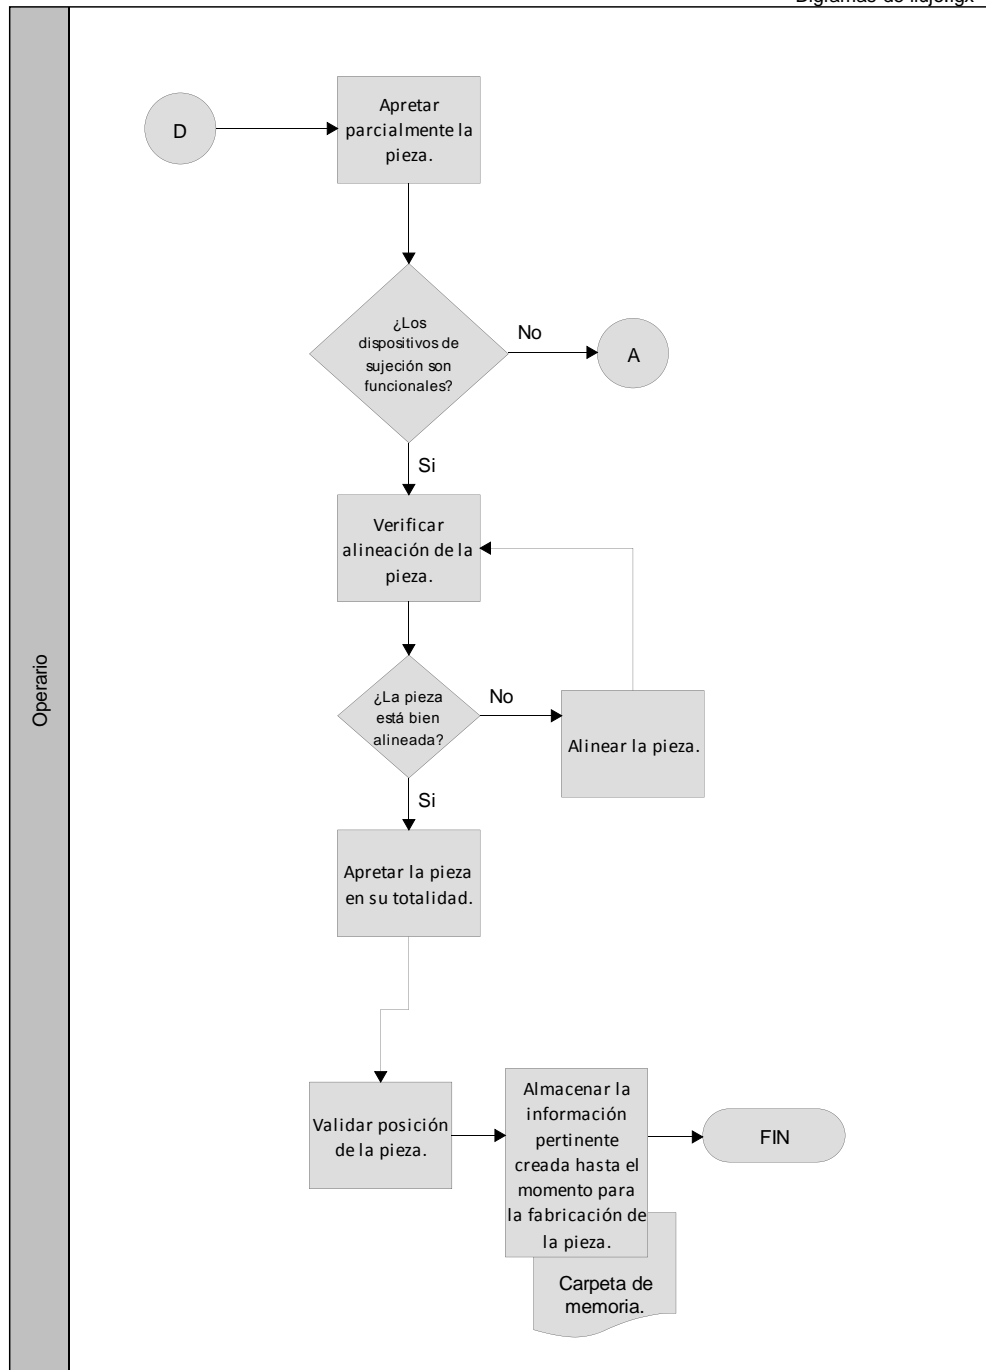 D
Apretar
parcialmente la
pieza.
¿Los
dispositivos de
sujeción son
funcionales?
No
A
Si
Verificar
alineación de la
pieza.
¿La pieza
está bien
alineada?
No
Alinear la pieza.
Si
Apretar la pieza
en su totalidad.
Operario
Validar posición
de la pieza.
Almacenar la
información
pertinente
creada hasta el
momento para
la fabricación de
la pieza.
FIN
Carpeta de
memoria.